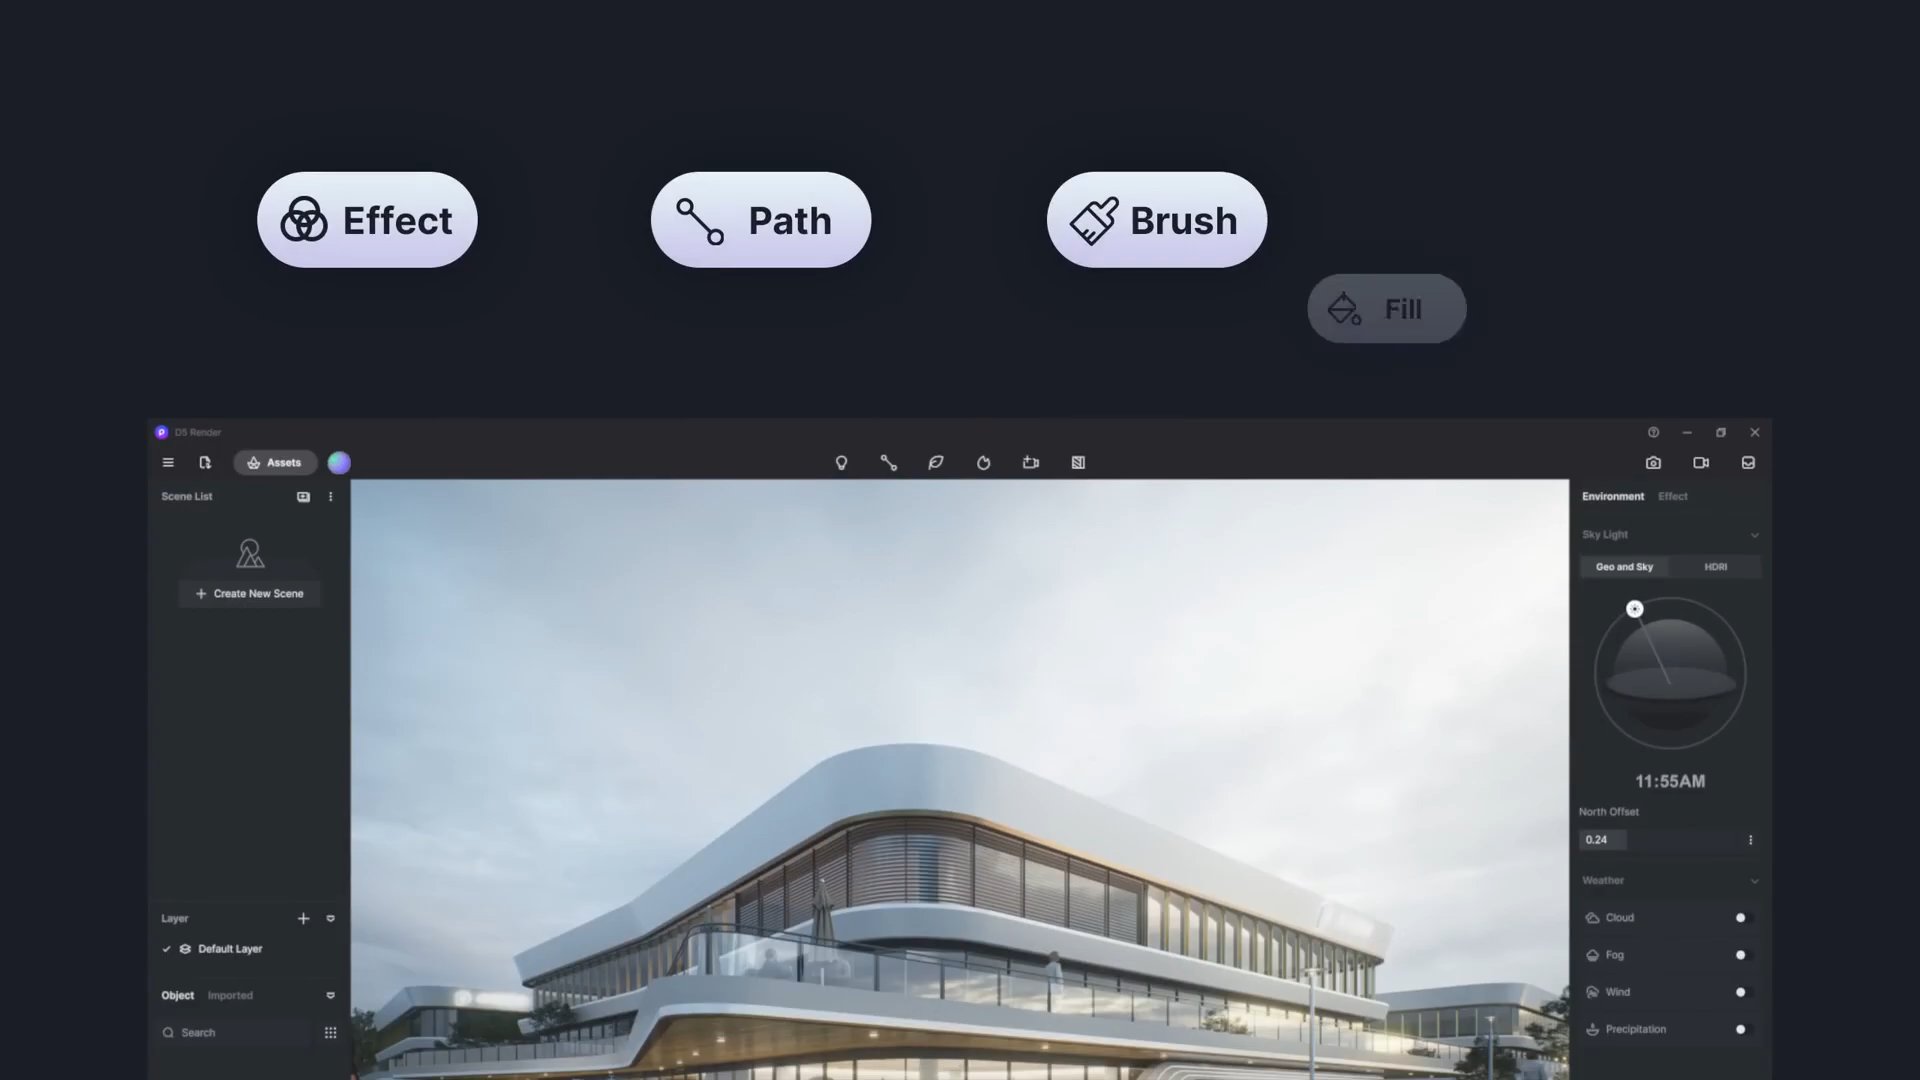 Effect
Path
Brush
Fill
D5 Render
Assets
Scene List
Create New Scene
Environment
Effect
Sky Light
Geo and Sky
HDRI
11:55AM
North Offset
0.24
Weather
Cloud
Fog
Wind
Precipitation
Layer
Default Layer
Object
Imported
Search